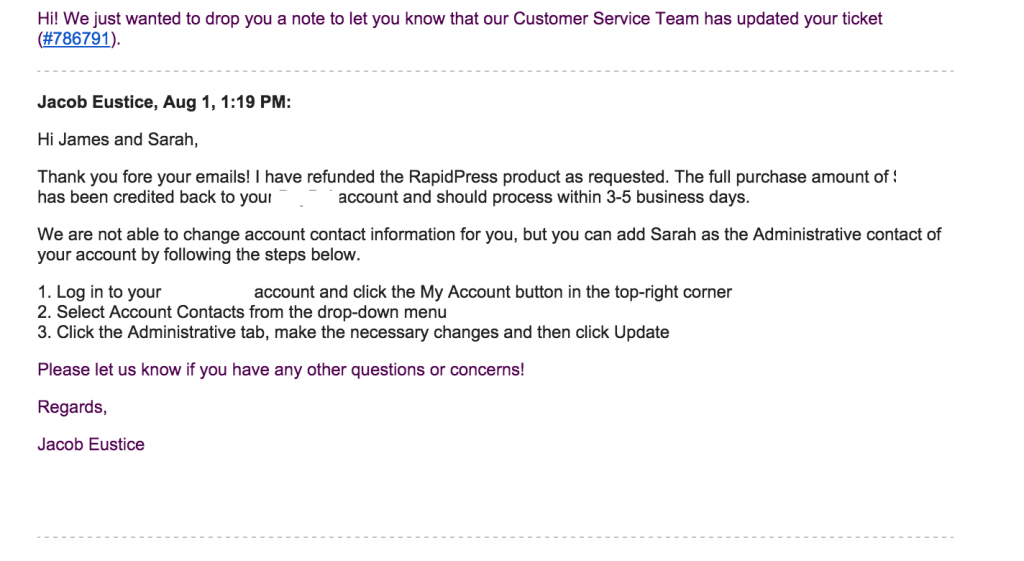 Hi! We just wanted to drop you a note to let you know that our Customer Service Team has updated your ticket
(#786791).
Jacob Eustice, Aug 1, 1:19 PM:
Hi James and Sarah,
Thank you fore your emails! I have refunded the RapidPress product as requested. The full purchase amount of
has been credited back to your account and should process within 3-5 business days.
We are not able to change account contact information for you, but you can add Sarah as the Administrative contact of
your account by following the steps below.
1. Log in to your account and click the My Account button in the top-right corner
2. Select Account Contacts from the drop-down menu
3. Click the Administrative tab, make the necessary changes and then click Update
Please let us know if you have any other questions or concerns!
Regards,
Jacob Eustice